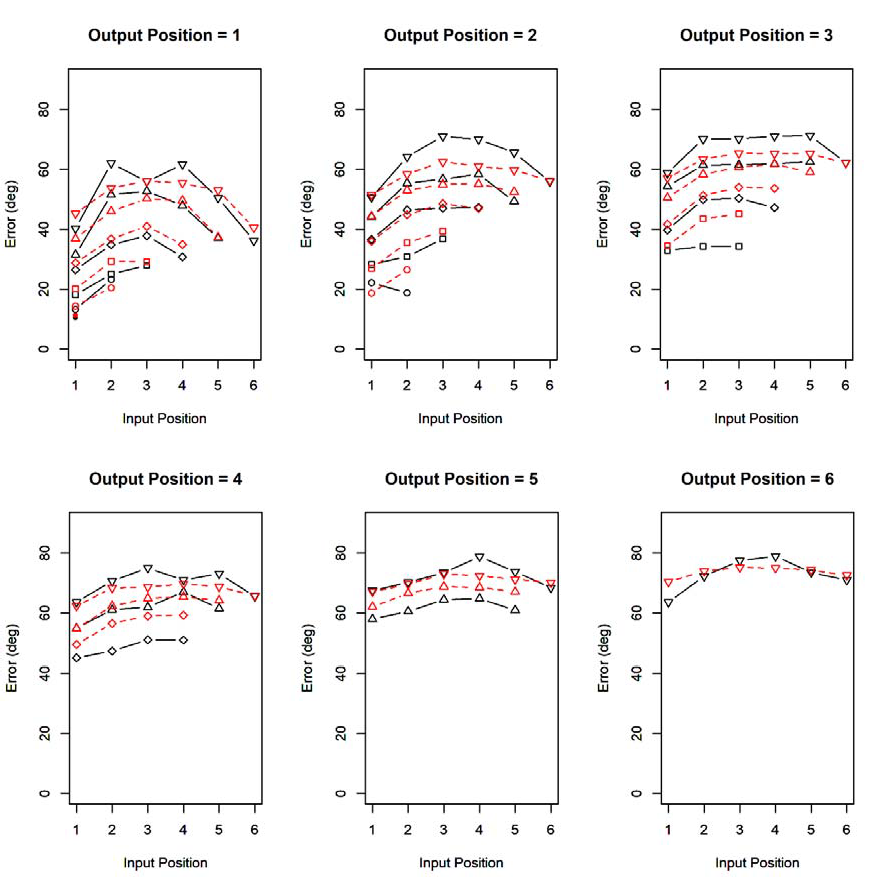 Output Position = 1
Output Position = 2
Output Position = 3
Error (deg)
80
60
40
20
0
1 2 3 4 5 6
Input Position
Error (deg)
80
60
40
20
0
1 2 3 4 5 6
Input Position
Error (deg)
80
60
40
20
0
1 2 3 4 5 6
Input Position
Output Position = 4
Output Position = 5
Output Position = 6
Error (deg)
80
60
40
20
0
1 2 3 4 5 6
Input Position
Error (deg)
80
60
40
20
0
1 2 3 4 5 6
Input Position
Error (deg)
80
60
40
20
0
1 2 3 4 5 6
Input Position